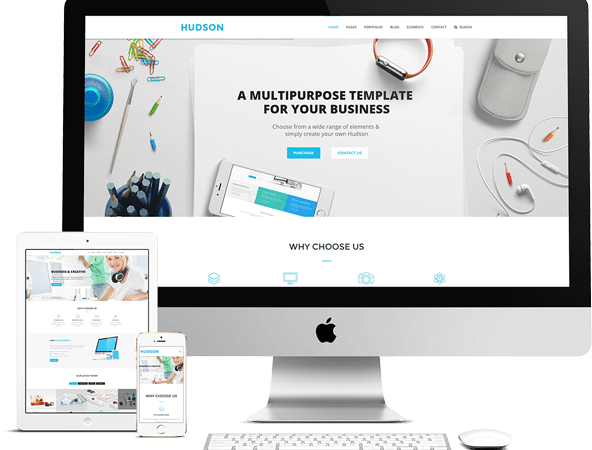 HUDSON
HOME PAGES PORTFOLIO BLOG ELEMENTS CONTACT SEARCH
A MULTIPURPOSE TEMPLATE
FOR YOUR BUSINESS
Choose from a wide range of elements &
simply create your own Hudson
PURCHASE CONTACT US
WHY CHOOSE US
BUSINESS & CREATIVE
WHY CHOOSE US
OUR LATEST WORK
HUDSON
BUSINESS & CREATIVE
WHY CHOOSE US